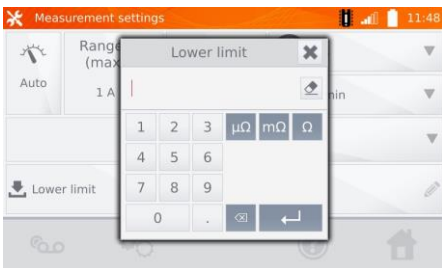 Measurement settings
11:48
Range
(max
Auto
1 A
Lower limit
1 2 3 µΩ mΩ Ω
4 5 6
7 8 9
0 .
Lower limit